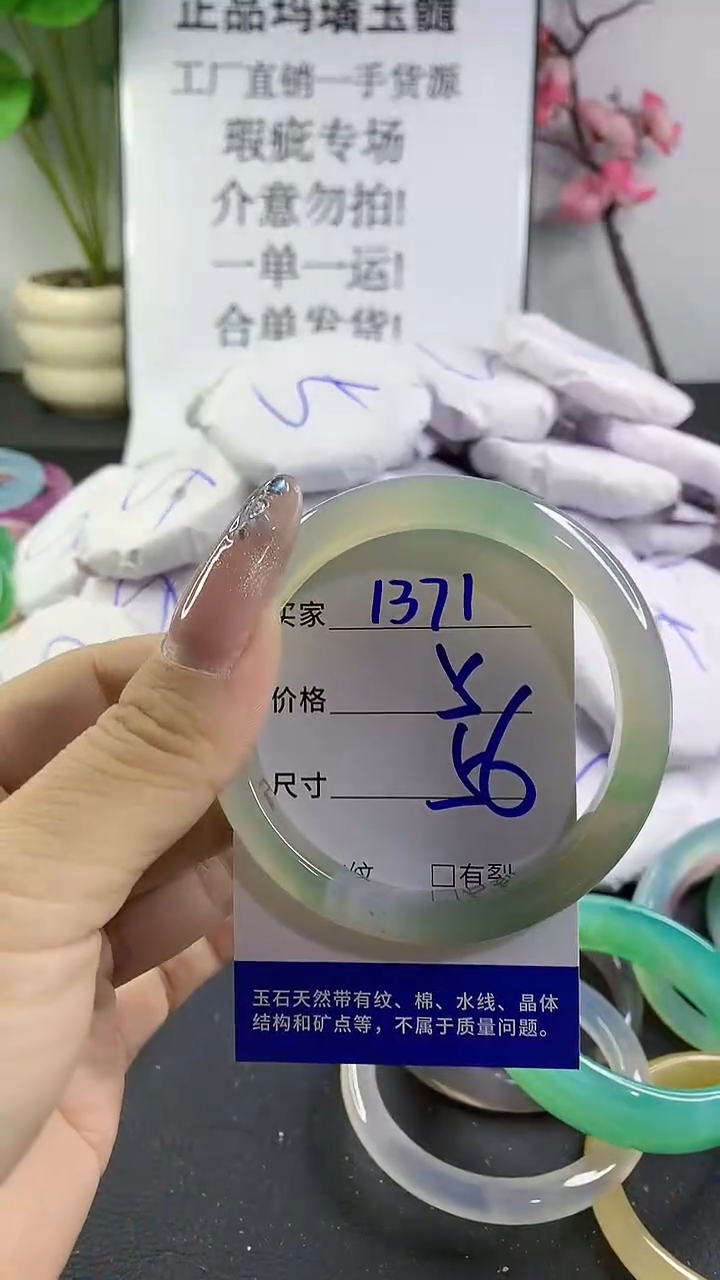 正品玛瑙玉髓
工厂直销一手货源
瑕疵专场
介意勿拍!
一单一运!
合单发货!
买家 1371
价格
尺寸 56
纹 □有裂
玉石天然带有纹、棉、水线、晶体
结构和矿点等，不属于质量问题。